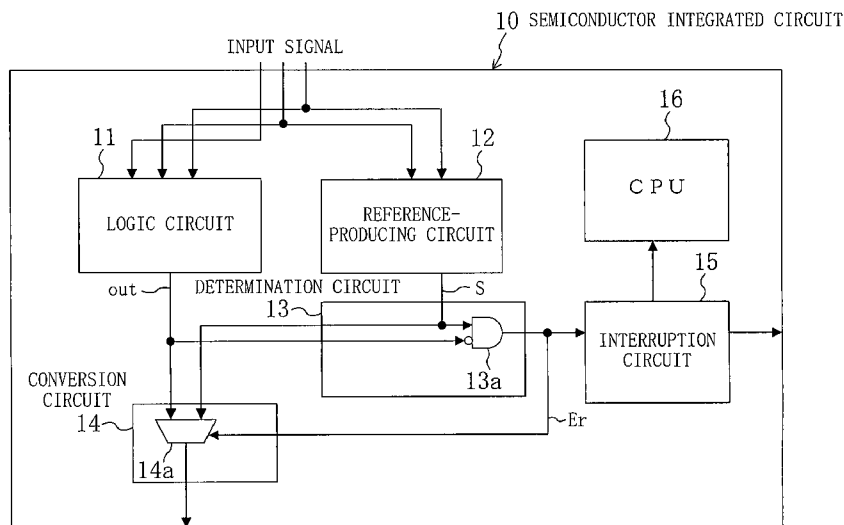 10 SEMICONDUCTOR INTEGRATED CIRCUIT
INPUT SIGNAL
11
12
16
LOGIC CIRCUIT
REFERENCE-
PRODUCING CIRCUIT
CPU
out
DETERMINATION CIRCUIT
S
13
15
13a
INTERRUPTION
CIRCUIT
CONVERSION
CIRCUIT
14
14a
Er